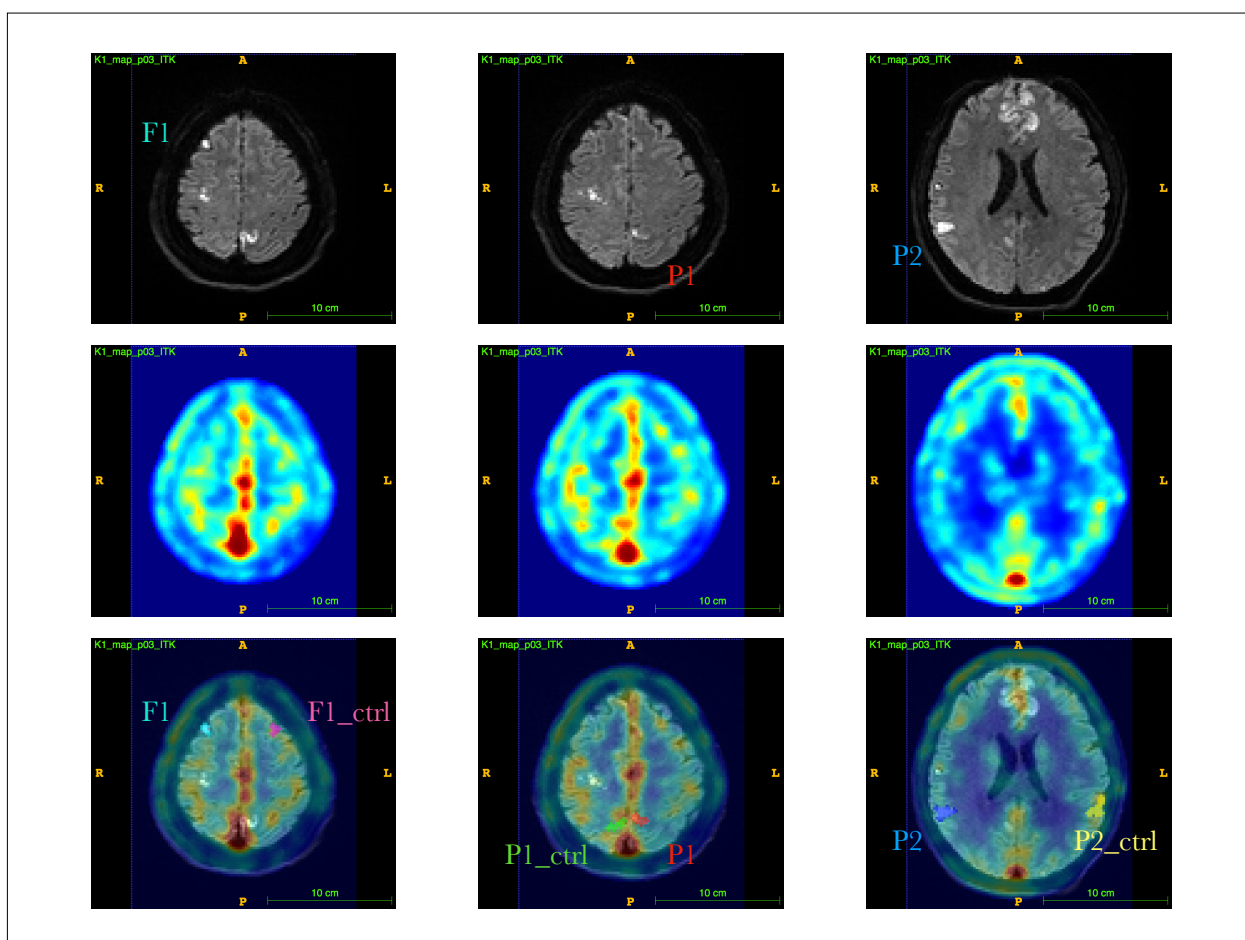 K1_map_p03_ITK
A
F1
R
L
10 cm
P
K1_map_p03_ITK
A
R
L
P1
10 cm
P
K1_map_p03_ITK
A
R
L
P2
10 cm
P
K1_map_p03_ITK
A
R
L
10 cm
P
K1_map_p03_ITK
A
R
L
10 cm
P
K1_map_p03_ITK
A
R
L
10 cm
P
K1_map_p03_ITK
A
F1
F1_ctrl
R
L
10 cm
P
K1_map_p03_ITK
A
R
L
P1_ctrl
P1
10 cm
P
K1_map_p03_ITK
A
R
L
P2
P2_ctrl
10 cm
P